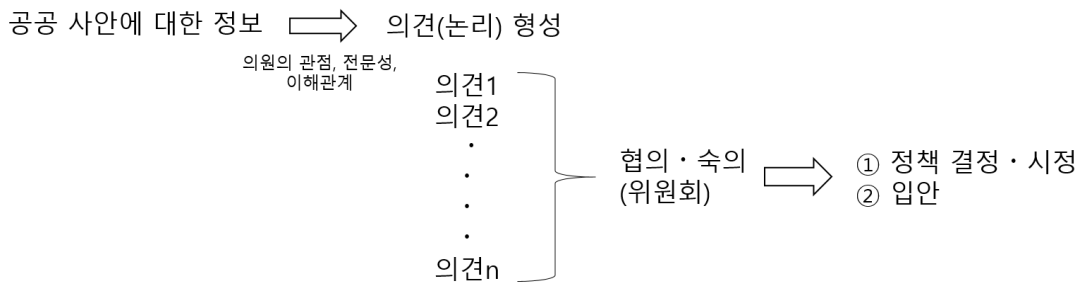 공공 사안에 대한 정보
의견(논리) 형성
의원의 관점, 전문성,
이해관계
의견1
의견2
·
·
·
·
의견n
협의 · 숙의
(위원회)
① 정책 결정 · 시정
② 입안